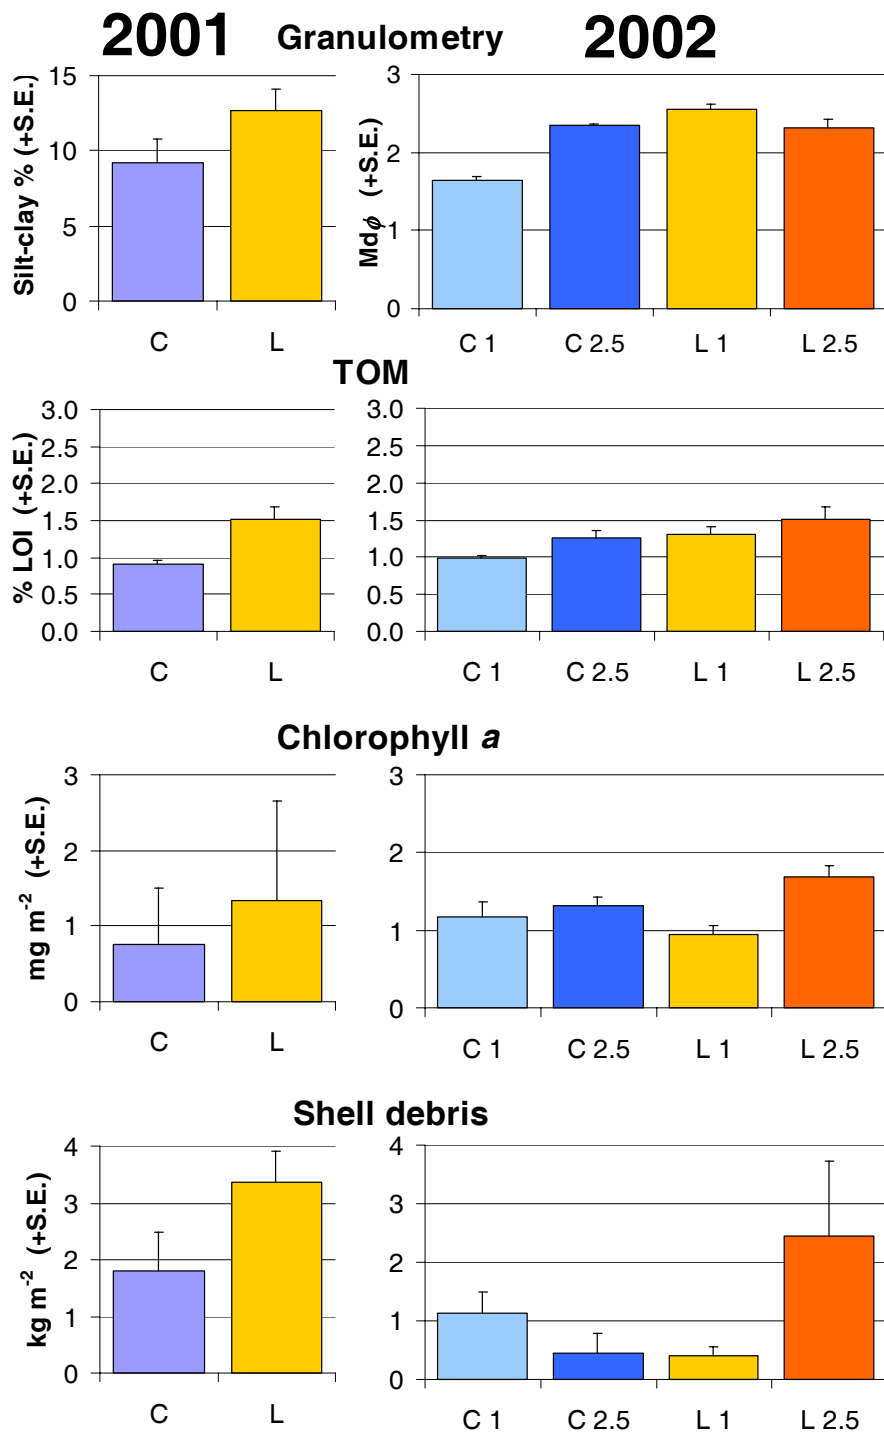 2001 Granulometry 2002
Silt-clay % (+S.E.)
15
10
5
0
C L
Mdϕ (+S.E.)
3
2
1
0
C 1 C 2.5 L 1 L 2.5
TOM
% LOI (+S.E.)
3.0
2.5
2.0
1.5
1.0
0.5
0.0
C L
3.0
2.5
2.0
1.5
1.0
0.5
0.0
C 1 C 2.5 L 1 L 2.5
Chlorophyll a
mg m⁻² (+S.E.)
3
2
1
0
C L
3
2
1
0
C 1 C 2.5 L 1 L 2.5
Shell debris
kg m⁻² (+S.E.)
4
3
2
1
0
C L
4
3
2
1
0
C 1 C 2.5 L 1 L 2.5